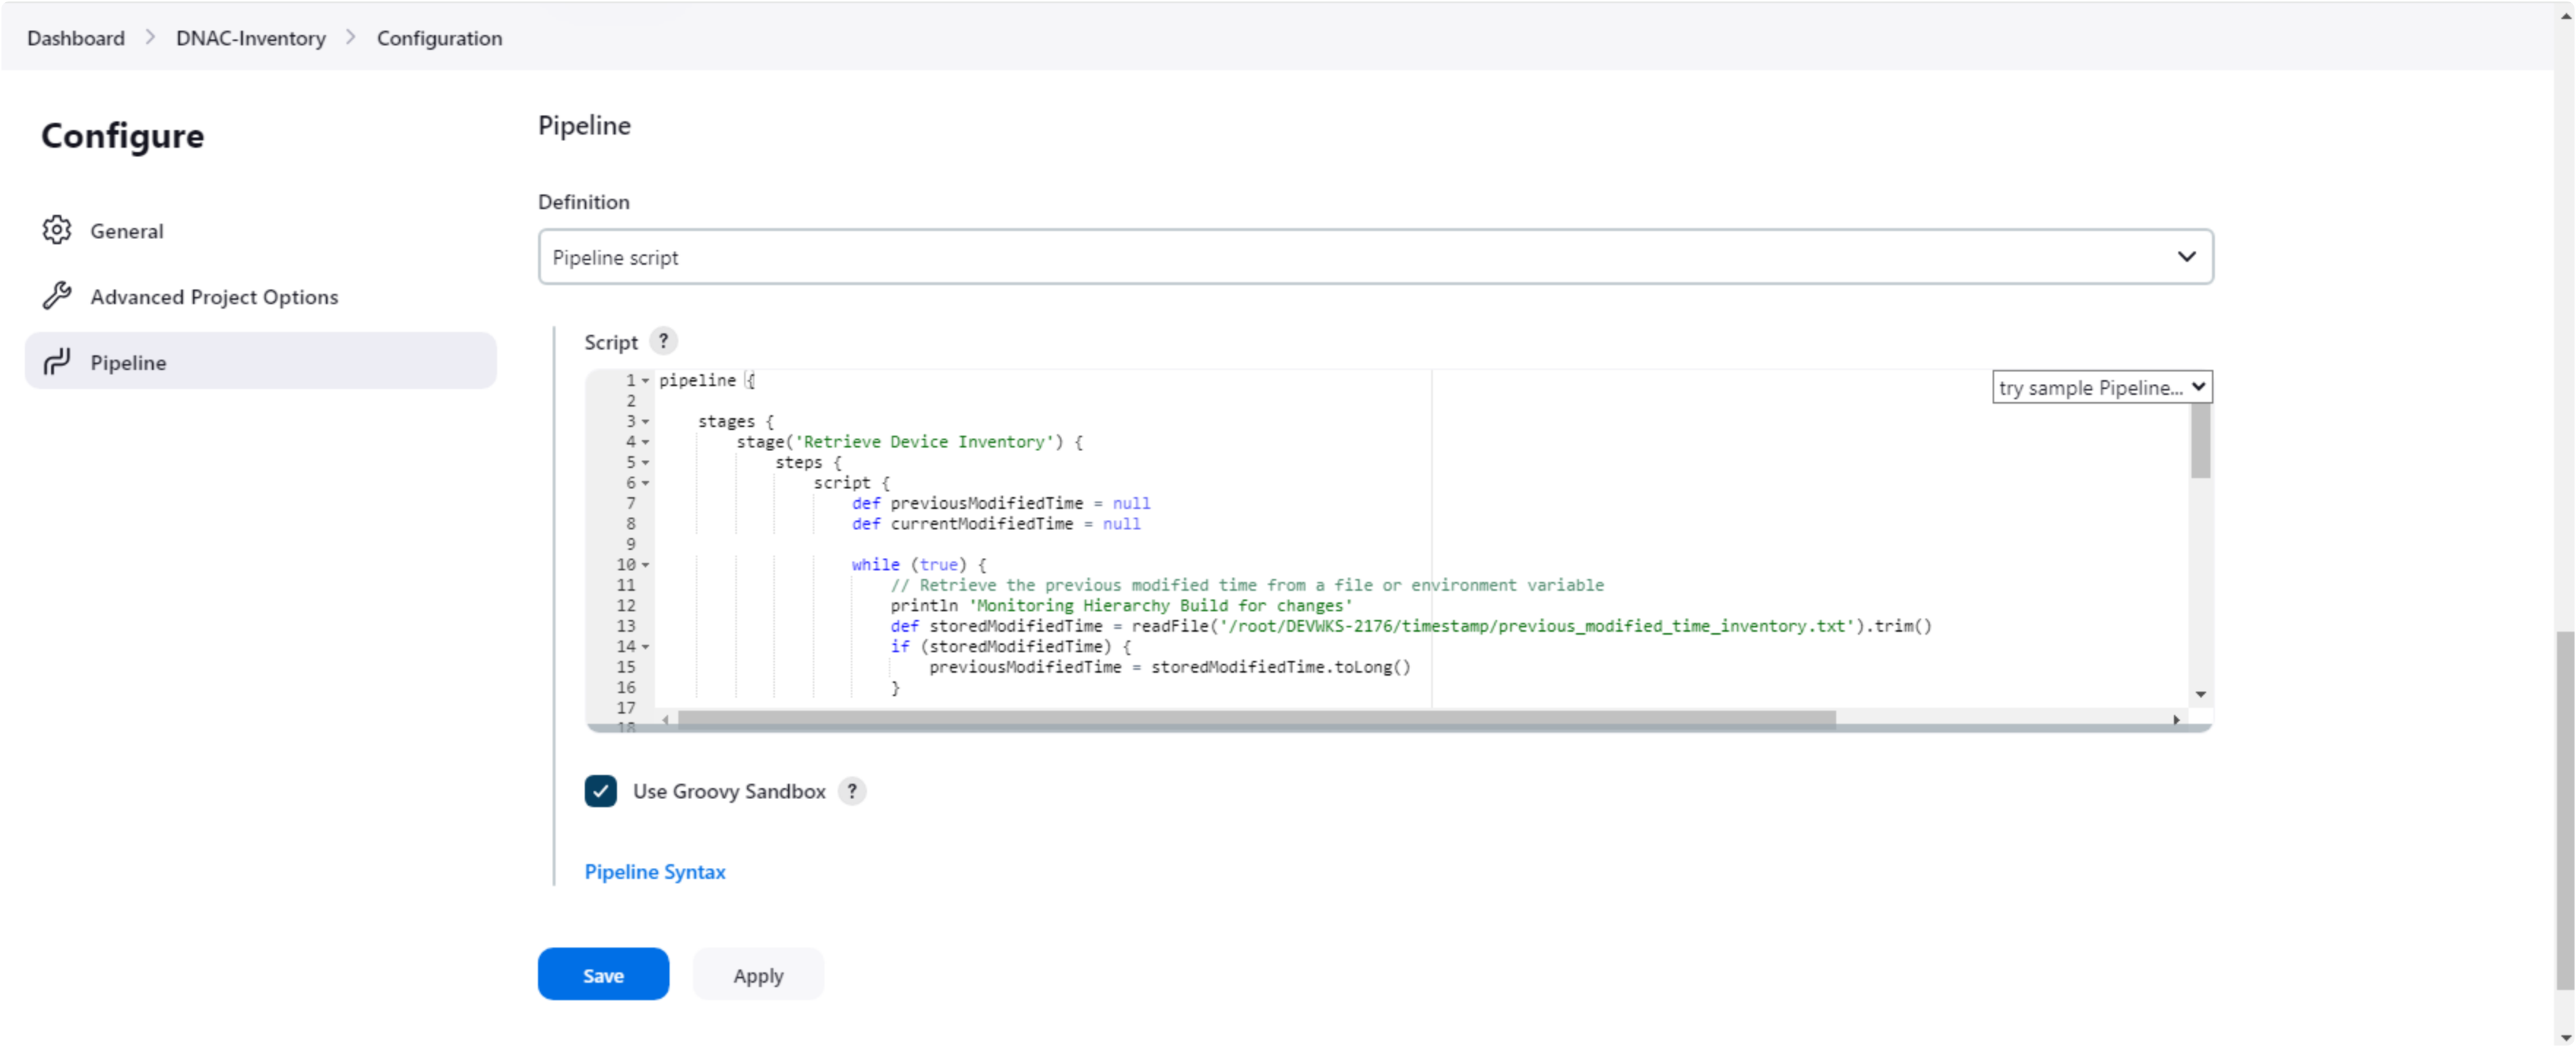 Dashboard > DNAC-Inventory > Configuration
Configure
General
Advanced Project Options
Pipeline
Pipeline
Definition
Pipeline script
Script ?
try sample Pipeline...
1 pipeline {
2
3 stages {
4 stage('Retrieve Device Inventory') {
5 steps {
6 script {
7 def previousModifiedTime = null
8 def currentModifiedTime = null
9
10 while (true) {
11 // Retrieve the previous modified time from a file or environment variable
12 println 'Monitoring Hierarchy Build for changes'
13 def storedModifiedTime = readFile('/root/DEVWKS-2176/timestamp/previous_modified_time_inventory.txt').trim()
14 if (storedModifiedTime) {
15 previousModifiedTime = storedModifiedTime.toLong()
16 }
17
18
Use Groovy Sandbox ?
Pipeline Syntax
Save
Apply